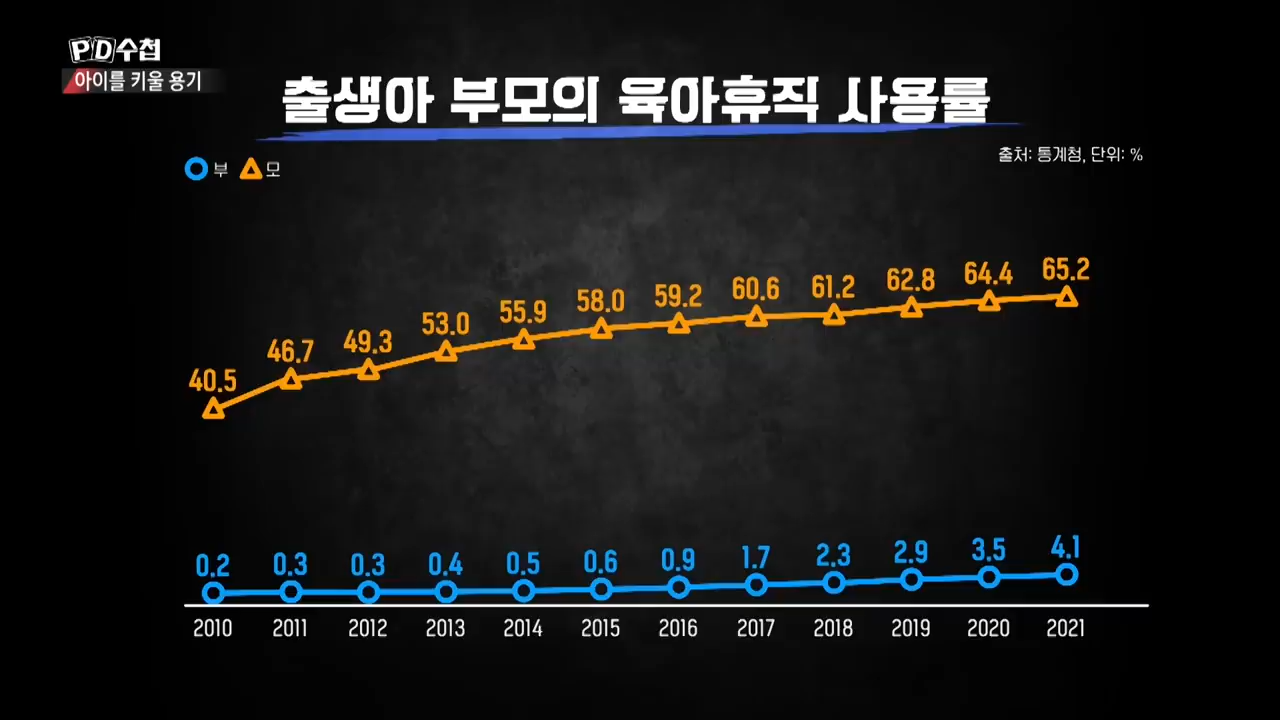 PD수첩
아이를 키울 용기
출생아 부모의 육아휴직 사용률
출처: 통계청, 단위: %
부 모
40.5 46.7 49.3 53.0 55.9 58.0 59.2 60.6 61.2 62.8 64.4 65.2
0.2 0.3 0.3 0.4 0.5 0.6 0.9 1.7 2.3 2.9 3.5 4.1
2010 2011 2012 2013 2014 2015 2016 2017 2018 2019 2020 2021